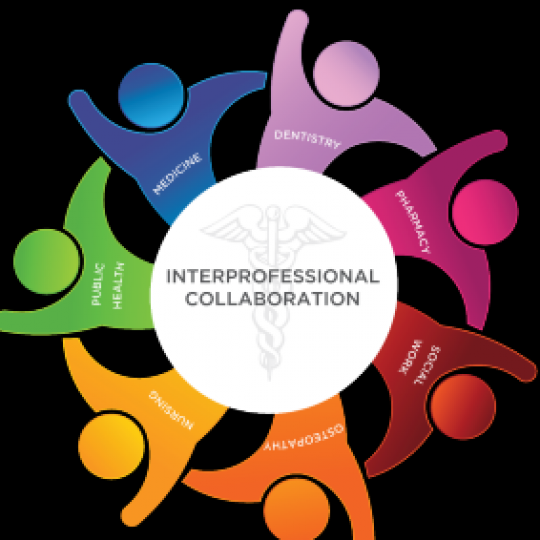 INTERPROFESSIONAL
COLLABORATION
DENTISTRY
PHARMACY
SOCIAL
WORK
OSTEOPATHY
NURSING
PUBLIC
HEALTH
MEDICINE